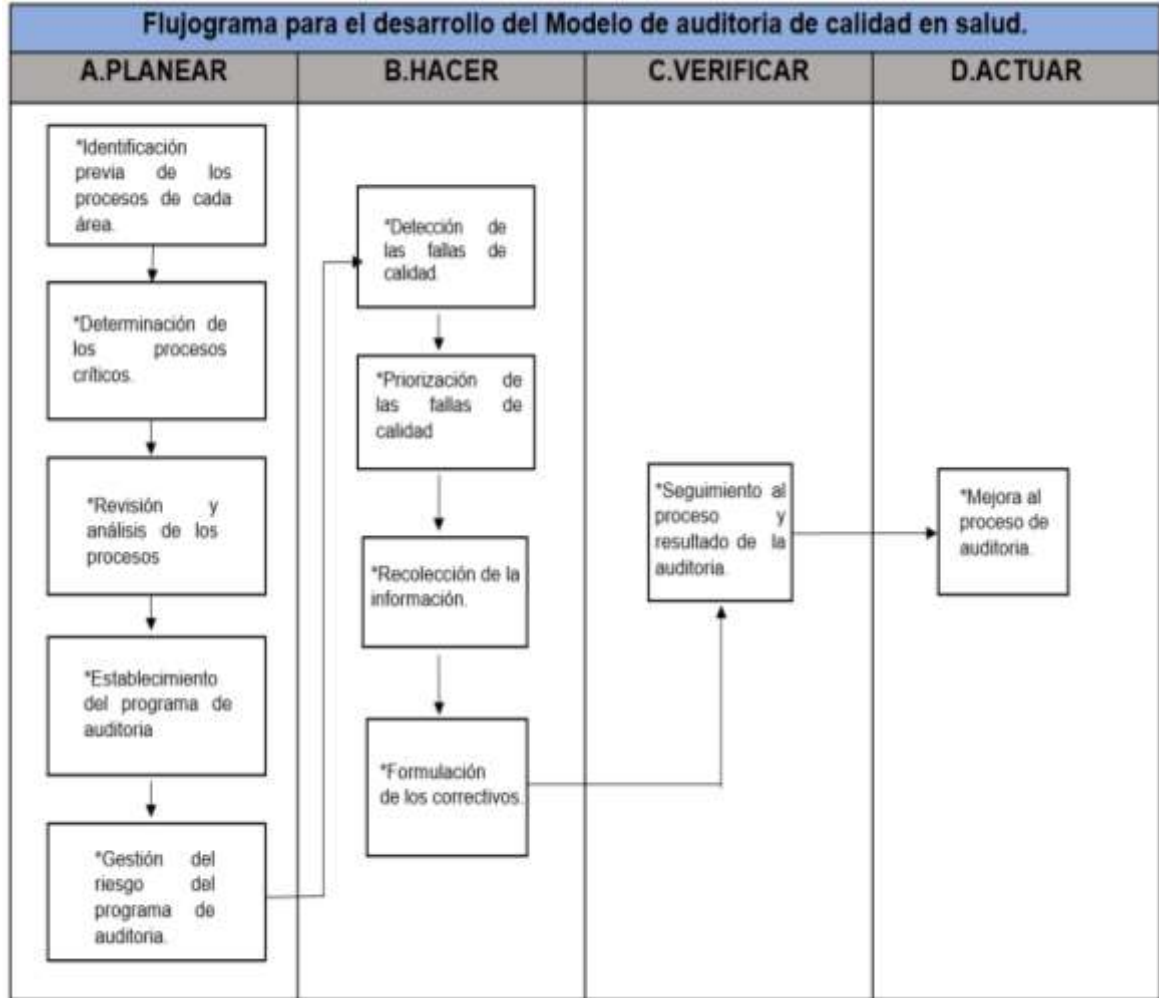 Flujograma para el desarrollo del Modelo de auditoria de calidad en salud.
A.PLANEAR
B.HACER
C.VERIFICAR
D.ACTUAR
*Identificación
previa de los
procesos de cada
área.
*Determinación de
los procesos
críticos.
*Revisión y
análisis de los
procesos
*Establecimiento
del programa de
auditoria
*Gestión del
riesgo del
programa de
auditoria.
*Detección de
las fallas de
calidad.
*Priorización de
las fallas de
calidad
*Recolección de la
información.
*Formulación
de los correctivos.
*Seguimiento al
proceso y
resultado de la
auditoria.
*Mejora al
proceso de
auditoria.